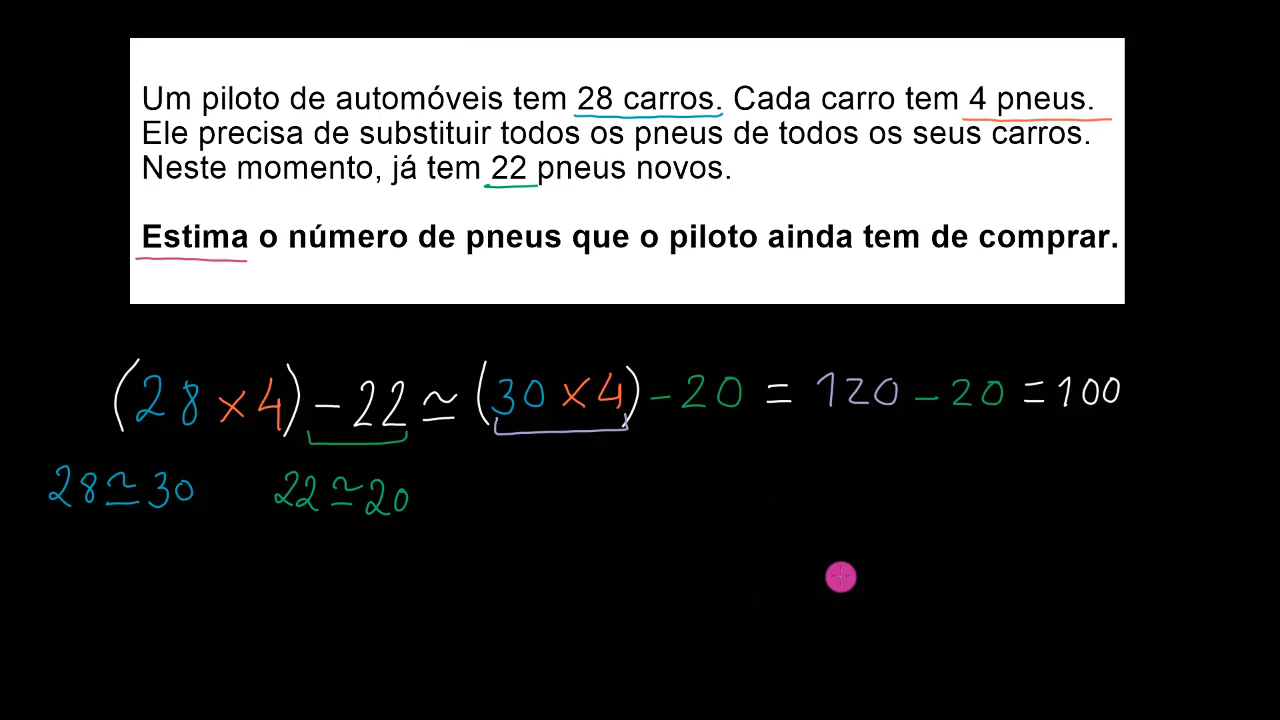 Um piloto de automóveis tem 28 carros. Cada carro tem 4 pneus.
Ele precisa de substituir todos os pneus de todos os seus carros.
Neste momento, já tem 22 pneus novos.
Estima o número de pneus que o piloto ainda tem de comprar.
(28 × 4) - 22 ≃ (30 × 4) - 20 = 120 - 20 = 100
28 ≃ 30 22 ≃ 20